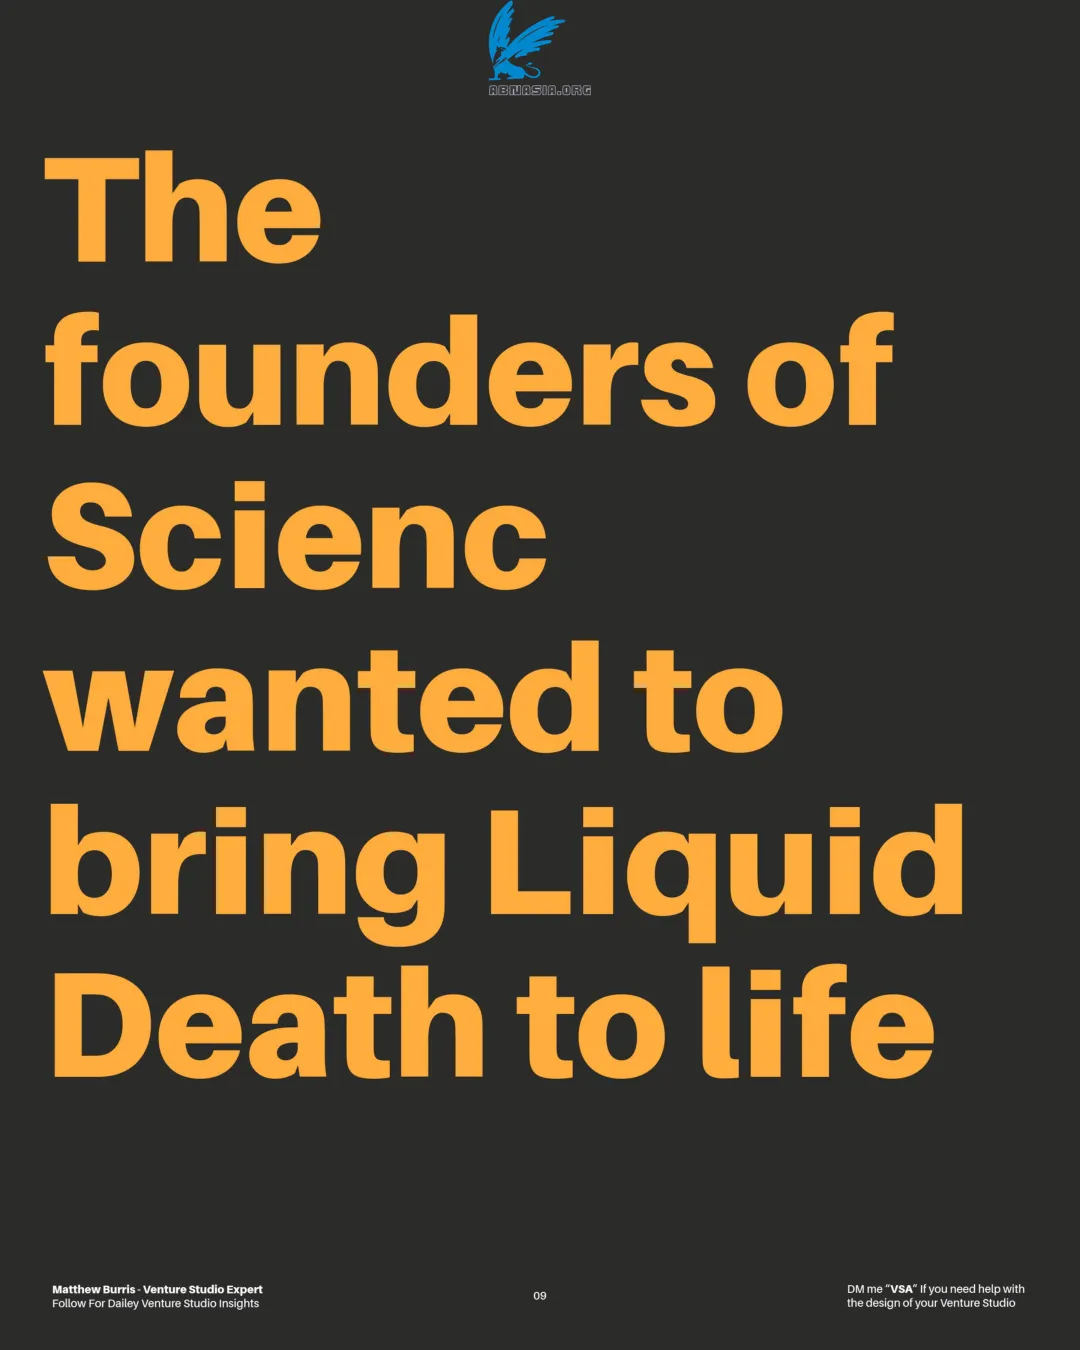 ABNASIA.ORG
The
founders of
Scienc
wanted to
bring Liquid
Death to life
Matthew Burris - Venture Studio Expert
Follow For Dailey Venture Studio Insights
09
DM me “VSA” If you need help with
the design of your Venture Studio